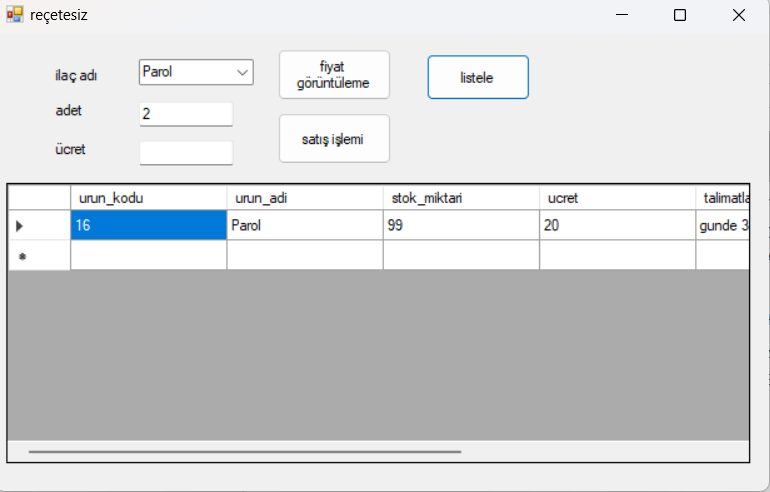 reçetesiz
ilaç adı
Parol
fiyat
görüntüleme
listele
adet
2
satış işlemi
ücret
urun_kodu urun_adi stok_miktari ucret talimatla
16 Parol 99 20 gunde 3